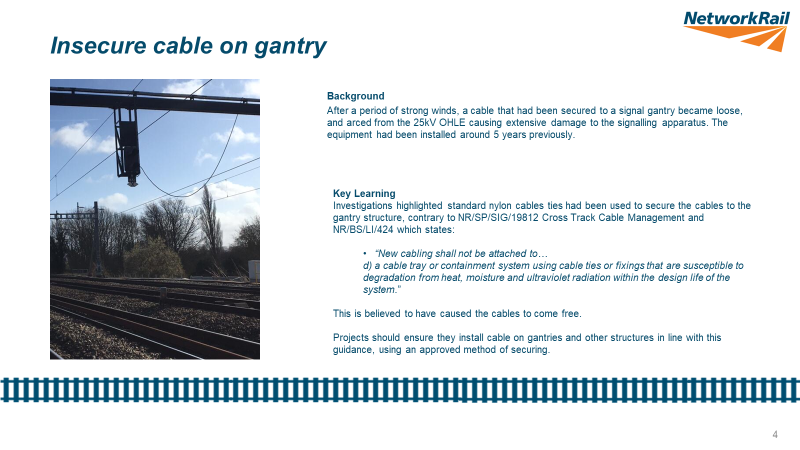 NetworkRail
Insecure cable on gantry
Background
After a period of strong winds, a cable that had been secured to a signal gantry became loose,
and arced from the 25kV OHLE causing extensive damage to the signalling apparatus. The
equipment had been installed around 5 years previously.
Key Learning
Investigations highlighted standard nylon cables ties had been used to secure the cables to the
gantry structure, contrary to NR/SP/SIG/19812 Cross Track Cable Management and
NR/BS/LI/424 which states:
• “New cabling shall not be attached to…
d) a cable tray or containment system using cable ties or fixings that are susceptible to
degradation from heat, moisture and ultraviolet radiation within the design life of the
system.”
This is believed to have caused the cables to come free.
Projects should ensure they install cable on gantries and other structures in line with this
guidance, using an approved method of securing.
4